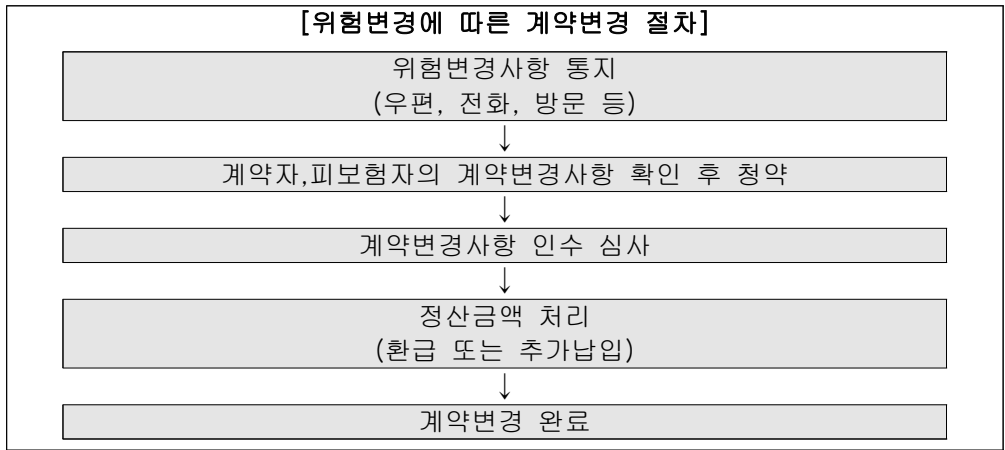 [위험변경에 따른 계약변경 절차]
위험변경사항 통지
(우편, 전화, 방문 등)
↓
계약자,피보험자의 계약변경사항 확인 후 청약
↓
계약변경사항 인수 심사
↓
정산금액 처리
(환급 또는 추가납입)
↓
계약변경 완료